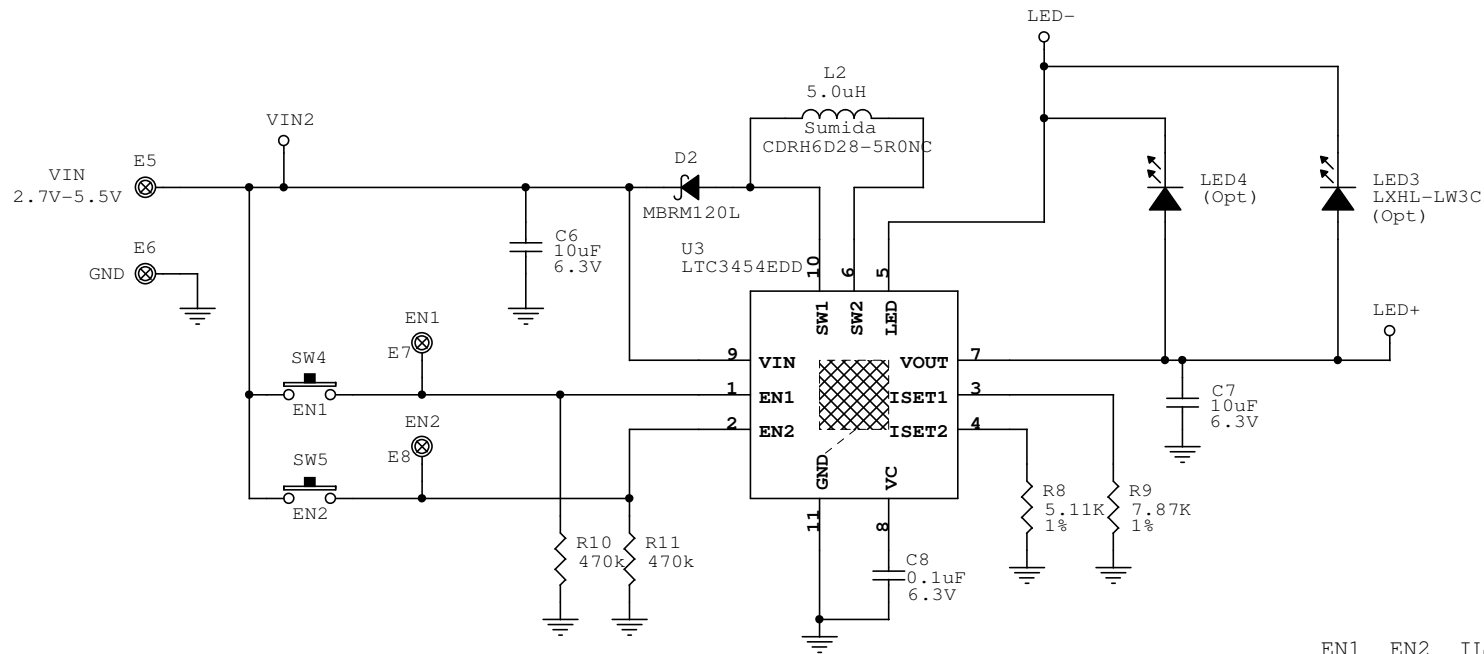 LED-
L2
5.0uH
Sumida
CDRH6D28-5R0NC
VIN2
E5
VIN
2.7V-5.5V
D2
MBRM120L
LED4
(Opt)
LED3
LXHL-LW3C
(Opt)
E6
GND
C6
10uF
6.3V
U3
LTC3454EDD
10
6
5
SW1
SW2
LED
EN1
E7
LED+
SW4
EN1
9
VIN
VOUT
7
1
EN1
ISET1
3
2
EN2
ISET2
4
C7
10uF
6.3V
EN2
E8
SW5
EN2
GND
VC
11
8
R8
5.11K
1%
R9
7.87K
1%
R10
470k
R11
470k
C8
0.1uF
6.3V
EN1 EN2